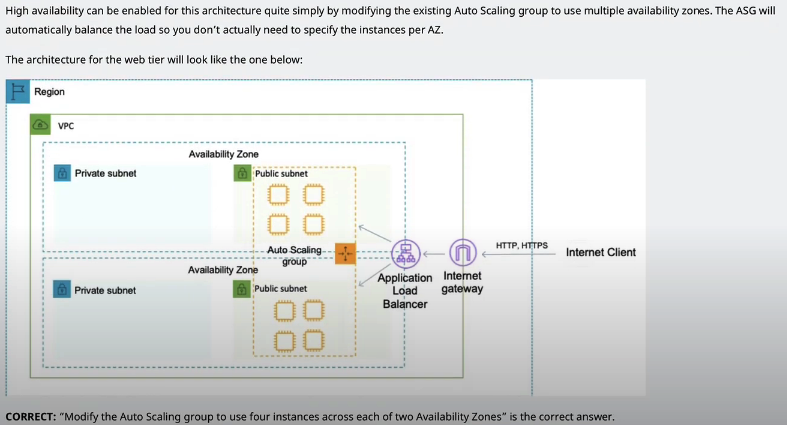 High availability can be enabled for this architecture quite simply by modifying the existing Auto Scaling group to use multiple availability zones. The ASG will
automatically balance the load so you don't actually need to specify the instances per AZ.
The architecture for the web tier will look like the one below:
Region
VPC
Availability Zone
Private subnet
Public subnet
Auto Scaling
group
Availability Zone
Private subnet
Public subnet
Application
Load
Balancer
Internet
gateway
HTTP, HTTPS
Internet Client
CORRECT: "Modify the Auto Scaling group to use four instances across each of two Availability Zones" is the correct answer.